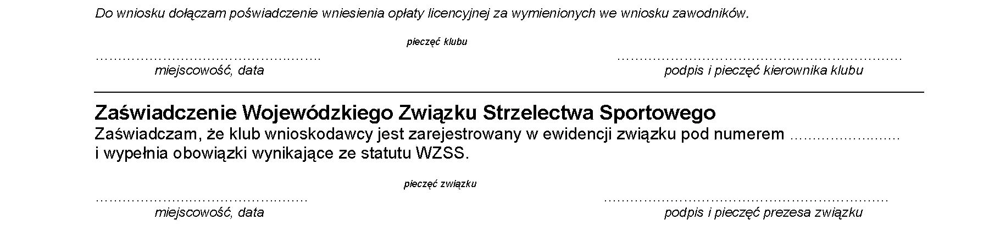 Do wniosku dołączam poświadczenie wniesienia opłaty licencyjnej za wymienionych we wniosku zawodników.
pieczęć klubu
…………………………………….……. ……………………………………………………….
miejscowość, data podpis i pieczęć kierownika klubu
Zaświadczenie Wojewódzkiego Związku Strzelectwa Sportowego
Zaświadczam, że klub wnioskodawcy jest zarejestrowany w ewidencji związku pod numerem …………………….
i wypełnia obowiązki wynikające ze statutu WZSS.
pieczęć związku
………………………………………… ……………………………………………………….
miejscowość, data podpis i pieczęć prezesa związku